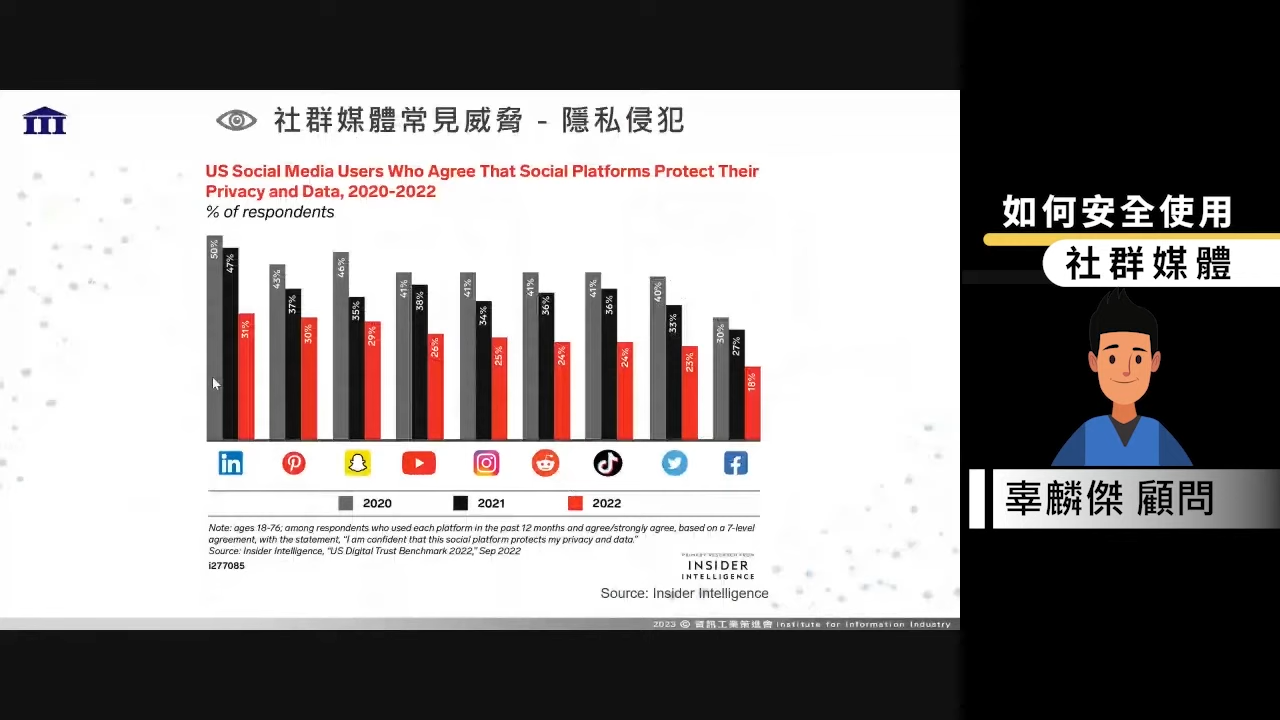 社群媒體常見威脅 - 隱私侵犯
US Social Media Users Who Agree That Social Platforms Protect Their
Privacy and Data, 2020-2022
% of respondents
50% 47% 31%
43% 37% 30%
46% 35% 29%
41% 38% 26%
41% 34% 25%
41% 36% 24%
41% 36% 24%
40% 33% 23%
30% 27% 18%
in
2020 2021 2022
Note: ages 18-76; among respondents who used each platform in the past 12 months and agree/strongly agree, based on a 7-level
agreement, with the statement, “I am confident that this social platform protects my privacy and data.”
Source: Insider Intelligence, “US Digital Trust Benchmark 2022,” Sep 2022
i277085
PRIMARY RESEARCH FROM
INSIDER
INTELLIGENCE
Source: Insider Intelligence
2023 © 資訊工業策進會 Institute for Information Industry
如何安全使用
社群媒體
辜麟傑 顧問